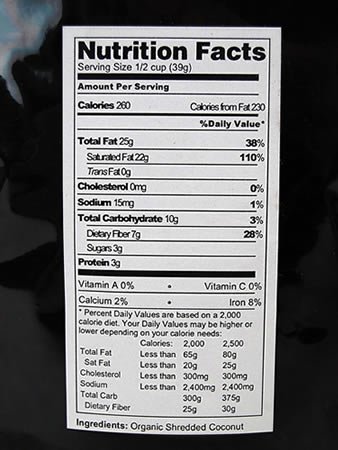 Nutrition Facts
Serving Size 1/2 cup (39g)
Amount Per Serving
Calories 260 Calories from Fat 230
%Daily Value*
Total Fat 25g 38%
Saturated Fat 22g 110%
Trans Fat 0g
Cholesterol 0mg 0%
Sodium 15mg 1%
Total Carbohydrate 10g 3%
Dietary Fiber 7g 28%
Sugars 3g
Protein 3g
Vitamin A 0% • Vitamin C 0%
Calcium 2% • Iron 8%
* Percent Daily Values are based on a 2,000
calorie diet. Your Daily Values may be higher or
lower depending on your calorie needs:
Calories: 2,000 2,500
Total Fat Less than 65g 80g
Sat Fat Less than 20g 25g
Cholesterol Less than 300mg 300mg
Sodium Less than 2,400mg 2,400mg
Total Carb 300g 375g
Dietary Fiber 25g 30g
Ingredients: Organic Shredded Coconut